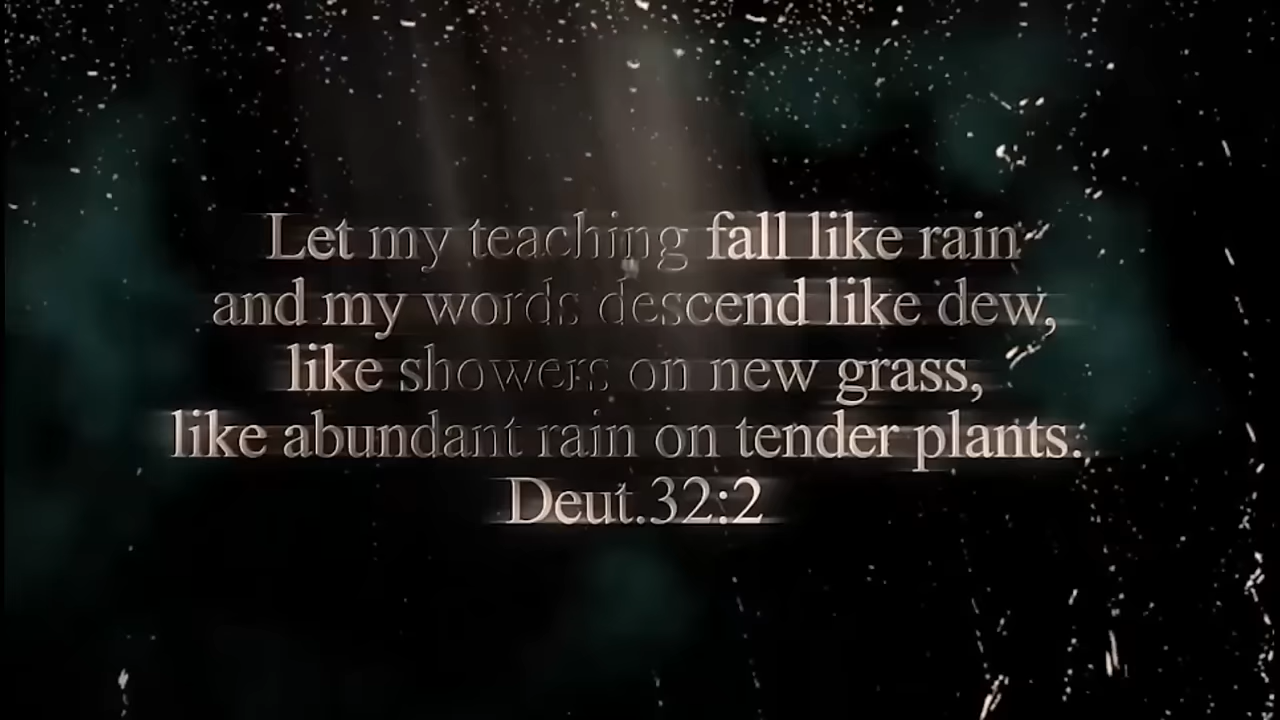 Let my teaching fall like rain
and my words descend like dew,
like showers on new grass,
like abundant rain on tender plants.
Deut.32:2